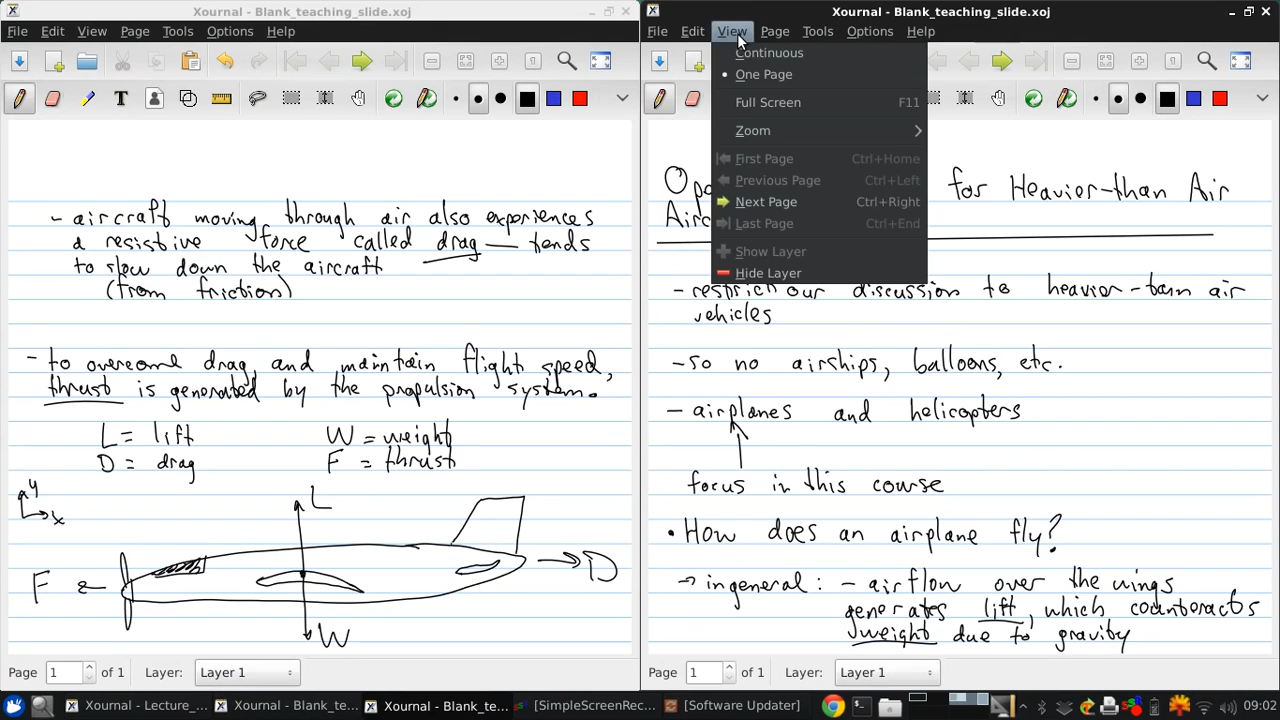 Xournal - Blank_teaching_slide.xoj
File Edit View Page Tools Options Help
- aircraft moving through air also experiences
a resistive force called drag — tends
to slow down the aircraft
(from friction)
- to overcome drag, and maintain flight speed,
thrust is generated by the propulsion system.
L = lift
W = weight
D = drag
F = thrust
y
x
L
F
D
W
Page 1 of 1 Layer: Layer 1
Xournal - Blank_teaching_slide.xoj
File Edit View Page Tools Options Help
Continuous
One Page
Full Screen F11
Zoom
First Page Ctrl+Home
Previous Page Ctrl+Left
Next Page Ctrl+Right
Last Page Ctrl+End
Show Layer
Hide Layer
for Heavier-than Air
- restrict our discussion to heavier-tarn air
vehicles
- so no airships, balloons, etc.
- airplanes and helicopters
focus in this course
• How does an airplane fly?
→ in general: - airflow over the wings
generates lift, which counteracts
weight due to gravity
Page 1 of 1 Layer: Layer 1
Xournal - Lecture_... Xournal - Blank_te... Xournal - Blank_te... [SimpleScreenRec... [Software Updater] 09:02